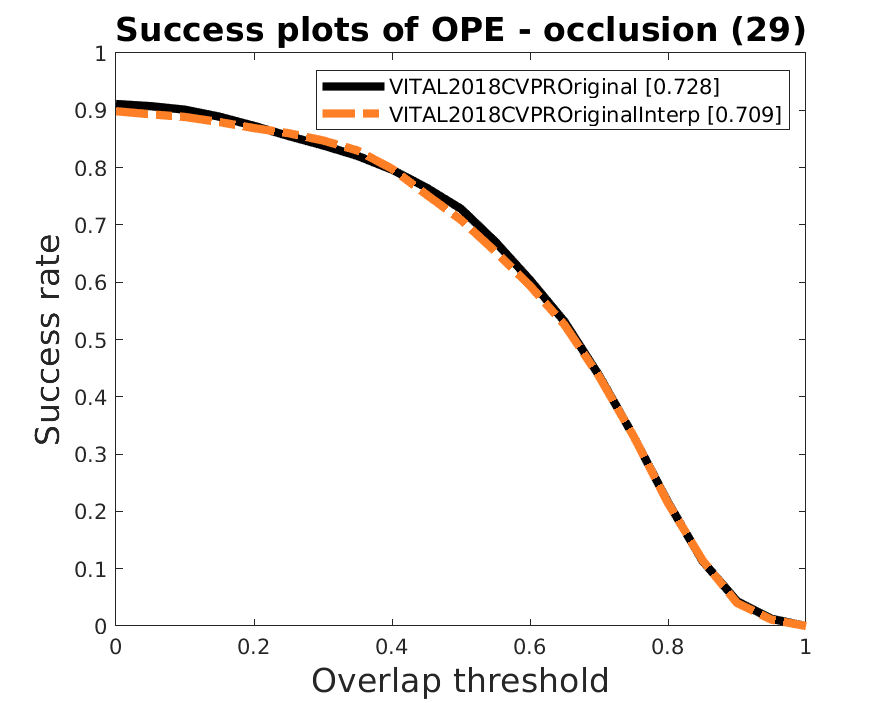 Success plots of OPE - occlusion (29)
VITAL2018CVPROriginal [0.728]
VITAL2018CVPROriginalInterp [0.709]
1
0.9
0.8
0.7
0.6
0.5
0.4
0.3
0.2
0.1
0
Success rate
0 0.2 0.4 0.6 0.8 1
Overlap threshold